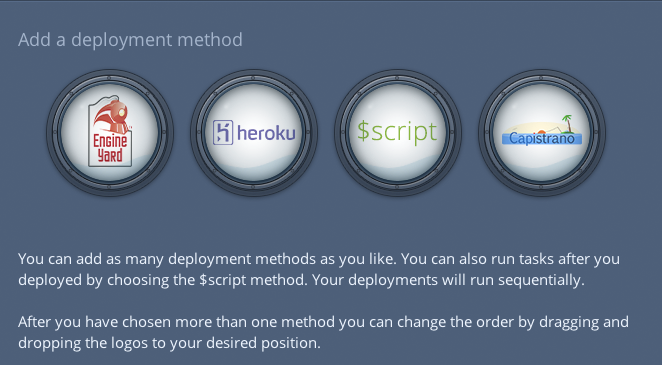 Add a deployment method
Engine
Yard
heroku
$script
Capistrano
You can add as many deployment methods as you like. You can also run tasks after you
deployed by choosing the $script method. Your deployments will run sequentially.
After you have chosen more than one method you can change the order by dragging and
dropping the logos to your desired position.